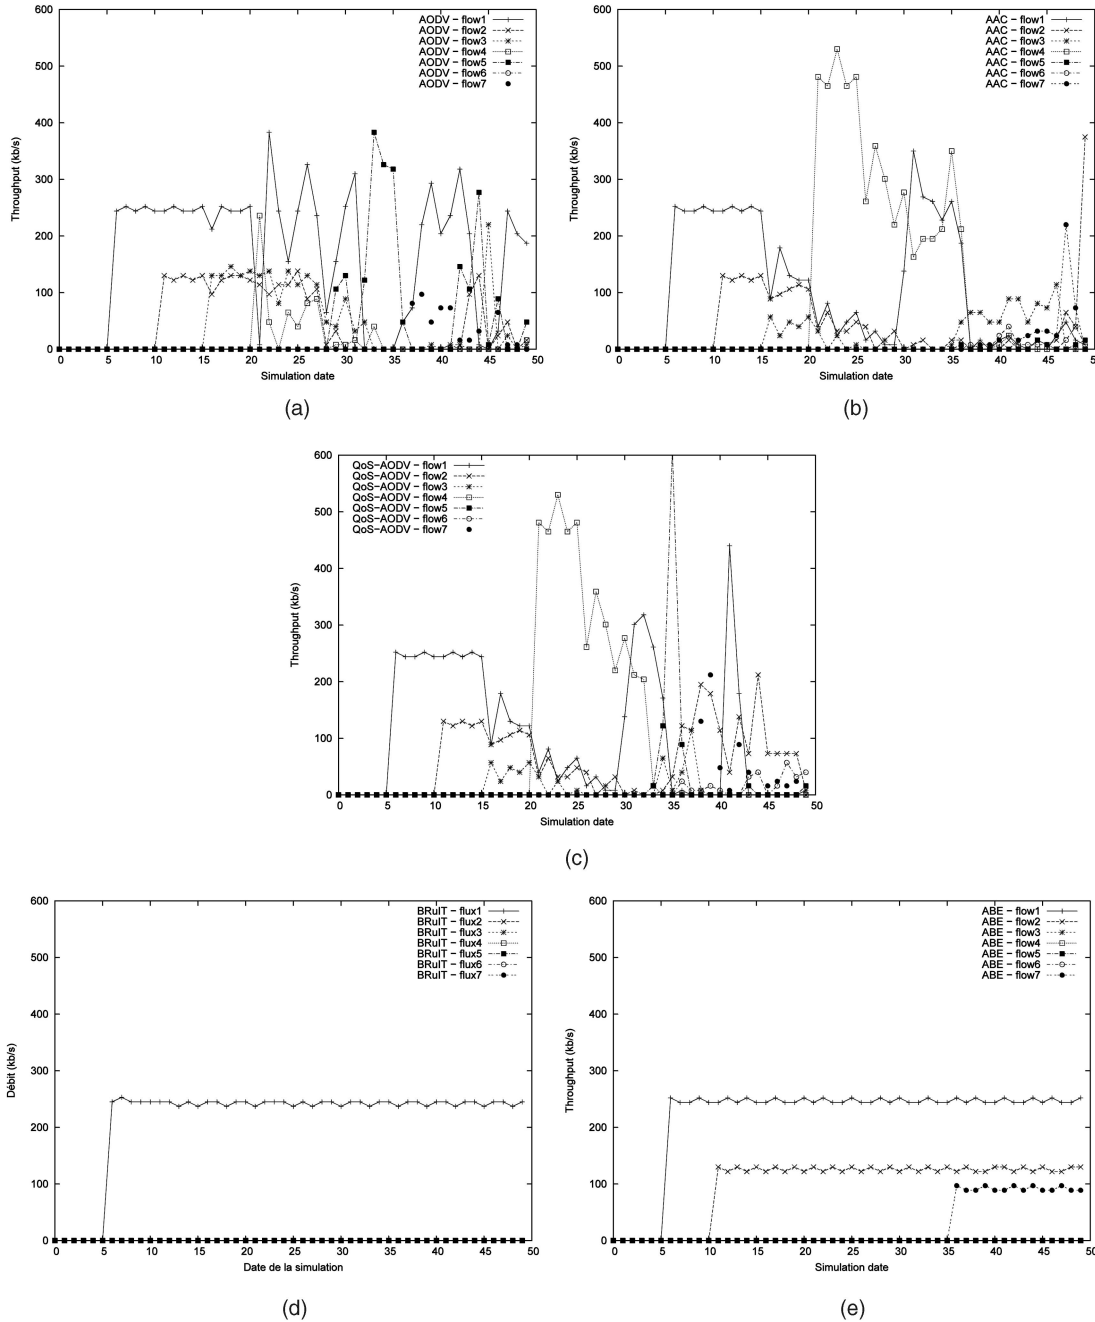 600
500
400
300
200
100
0
Throughput (kb/s)
AODV − flow1
AODV − flow2
AODV − flow3
AODV − flow4
AODV − flow5
AODV − flow6
AODV − flow7
0 5 10 15 20 25 30 35 40 45 50
Simulation date
(a)
600
500
400
300
200
100
0
Throughput (kb/s)
AAC − flow1
AAC − flow2
AAC − flow3
AAC − flow4
AAC − flow5
AAC − flow6
AAC − flow7
0 5 10 15 20 25 30 35 40 45 50
Simulation date
(b)
600
500
400
300
200
100
0
Throughput (kb/s)
QoS−AODV − flow1
QoS−AODV − flow2
QoS−AODV − flow3
QoS−AODV − flow4
QoS−AODV − flow5
QoS−AODV − flow6
QoS−AODV − flow7
0 5 10 15 20 25 30 35 40 45 50
Simulation date
(c)
600
500
400
300
200
100
0
Débit (kb/s)
BRuIT − flux1
BRuIT − flux2
BRuIT − flux3
BRuIT − flux4
BRuIT − flux5
BRuIT − flux6
BRuIT − flux7
0 5 10 15 20 25 30 35 40 45 50
Date de la simulation
(d)
600
500
400
300
200
100
0
Throughput (kb/s)
ABE − flow1
ABE − flow2
ABE − flow3
ABE − flow4
ABE − flow5
ABE − flow6
ABE − flow7
0 5 10 15 20 25 30 35 40 45 50
Simulation date
(e)